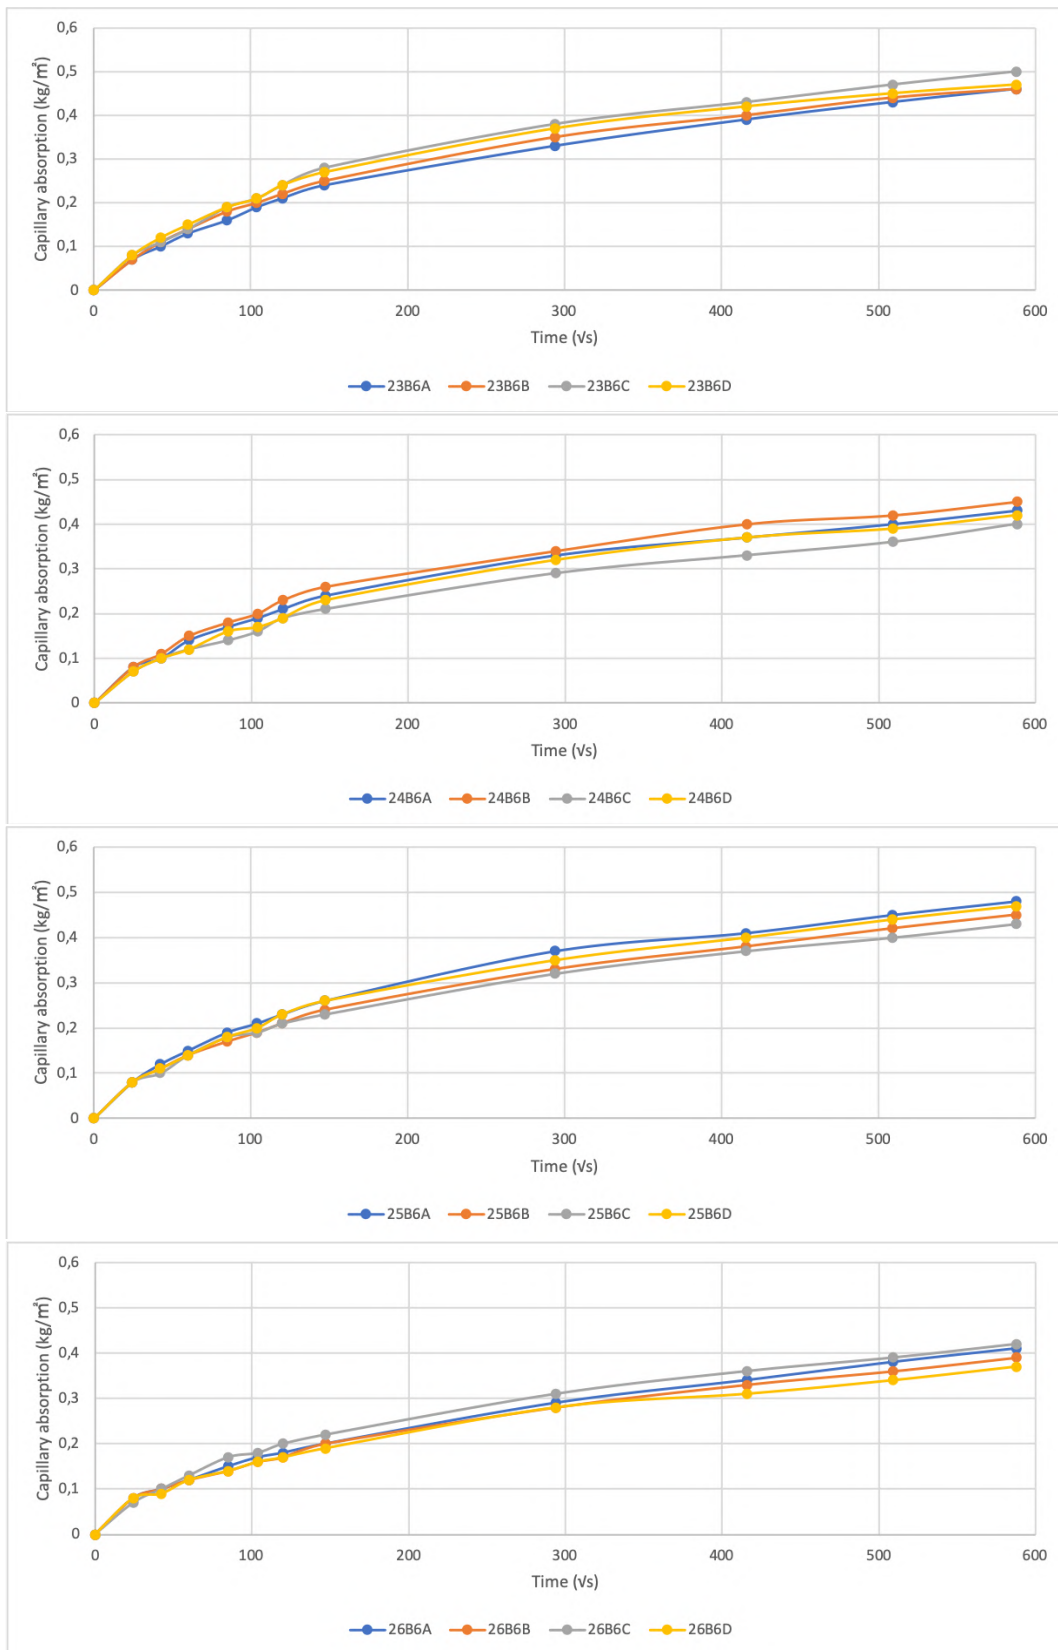 Capillary absorption (kg/m²)
0,6
0,5
0,4
0,3
0,2
0,1
0
0 100 200 300 400 500 600
Time (√s)
23B6A 23B6B 23B6C 23B6D
Capillary absorption (kg/m²)
0,6
0,5
0,4
0,3
0,2
0,1
0
0 100 200 300 400 500 600
Time (√s)
24B6A 24B6B 24B6C 24B6D
Capillary absorption (kg/m²)
0,6
0,5
0,4
0,3
0,2
0,1
0
0 100 200 300 400 500 600
Time (√s)
25B6A 25B6B 25B6C 25B6D
Capillary absorption (kg/m²)
0,6
0,5
0,4
0,3
0,2
0,1
0
0 100 200 300 400 500 600
Time (√s)
26B6A 26B6B 26B6C 26B6D